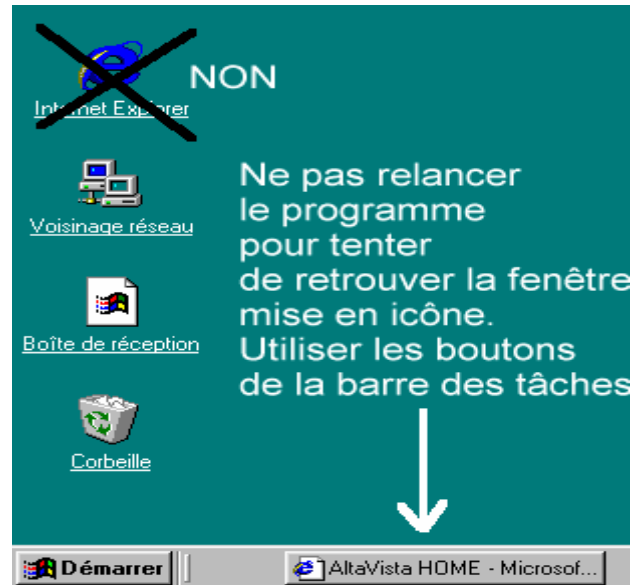 NON
Internet Explorer
Ne pas relancer
le programme
pour tenter
de retrouver la fenêtre
mise en icône.
Utiliser les boutons
de la barre des tâches
Voisinage réseau
Boîte de réception
Corbeille
Démarrer
AltaVista HOME - Microsof...